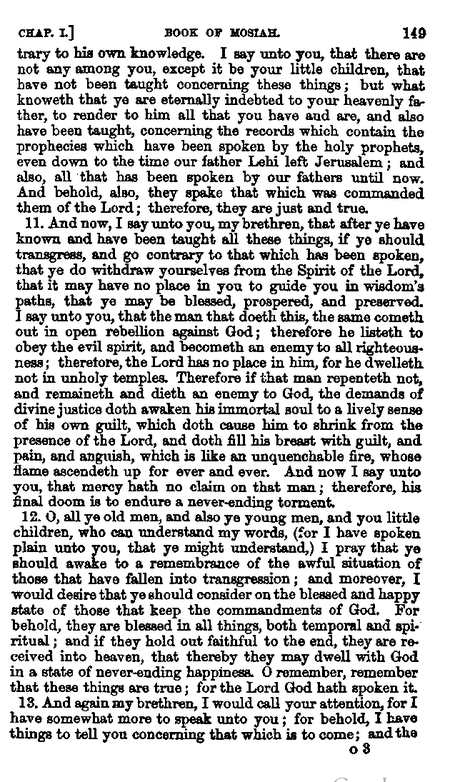 CHAP. I.] BOOK OF MOSIAH. 149
trary to his own knowledge. I say unto you, that there are
not any among you, except it be your little children, that
have not been taught concerning these things; but what
knoweth that ye are eternally indebted to your heavenly fa-
ther, to render to him all that you have and are, and also
have been taught, concerning the records which contain the
prophecies which have been spoken by the holy prophets,
even down to the time our father Lehi left Jerusalem; and
also, all that has been spoken by our fathers until now.
And behold, also, they spake that which was commanded
them of the Lord; therefore, they are just and true.
11. And now, I say unto you, my brethren, that after ye have
known and have been taught all these things, if ye should
transgress, and go contrary to that which has been spoken,
that ye do withdraw yourselves from the Spirit of the Lord,
that it may have no place in you to guide you in wisdom's
paths, that ye may be blessed, prospered, and preserved.
I say unto you, that the man that doeth this, the same cometh
out in open rebellion against God; therefore he listeth to
obey the evil spirit, and becometh an enemy to all righteous-
ness; therefore, the Lord has no place in him, for he dwelleth
not in unholy temples. Therefore if that man repenteth not,
and remaineth and dieth an enemy to God, the demands of
divine justice doth awaken his immortal soul to a lively sense
of his own guilt, which doth cause him to shrink from the
presence of the Lord, and doth fill his breast with guilt, and
pain, and anguish, which is like an unquenchable fire, whose
flame ascendeth up for ever and ever. And now I say unto
you, that mercy hath no claim on that man; therefore, his
final doom is to endure a never-ending torment.
12. O, all ye old men, and also ye young men, and you little
children, who can understand my words, (for I have spoken
plain unto you, that ye might understand,) I pray that ye
should awake to a remembrance of the awful situation of
those that have fallen into transgression; and moreover, I
would desire that ye should consider on the blessed and happy
state of those that keep the commandments of God. For
behold, they are blessed in all things, both temporal and spi-
ritual; and if they hold out faithful to the end, they are re-
ceived into heaven, that thereby they may dwell with God
in a state of never-ending happiness. O remember, remember
that these things are true; for the Lord God hath spoken it.
13. And again my brethren, I would call your attention, for I
have somewhat more to speak unto you; for behold, I have
things to tell you concerning that which is to come; and the
o 3